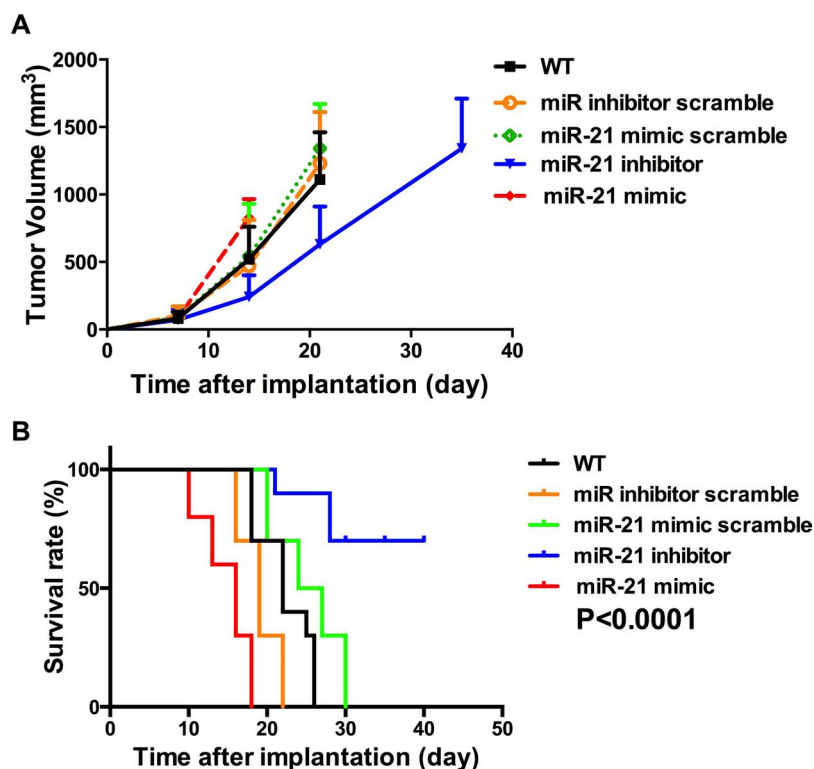 A
Tumor Volume (mm³)
2000
1500
1000
500
0
0 10 20 30 40
Time after implantation (day)
WT
miR inhibitor scramble
miR-21 mimic scramble
miR-21 inhibitor
miR-21 mimic
B
Survival rate (%)
100
50
0
0 10 20 30 40 50
Time after implantation (day)
WT
miR inhibitor scramble
miR-21 mimic scramble
miR-21 inhibitor
miR-21 mimic
P<0.0001